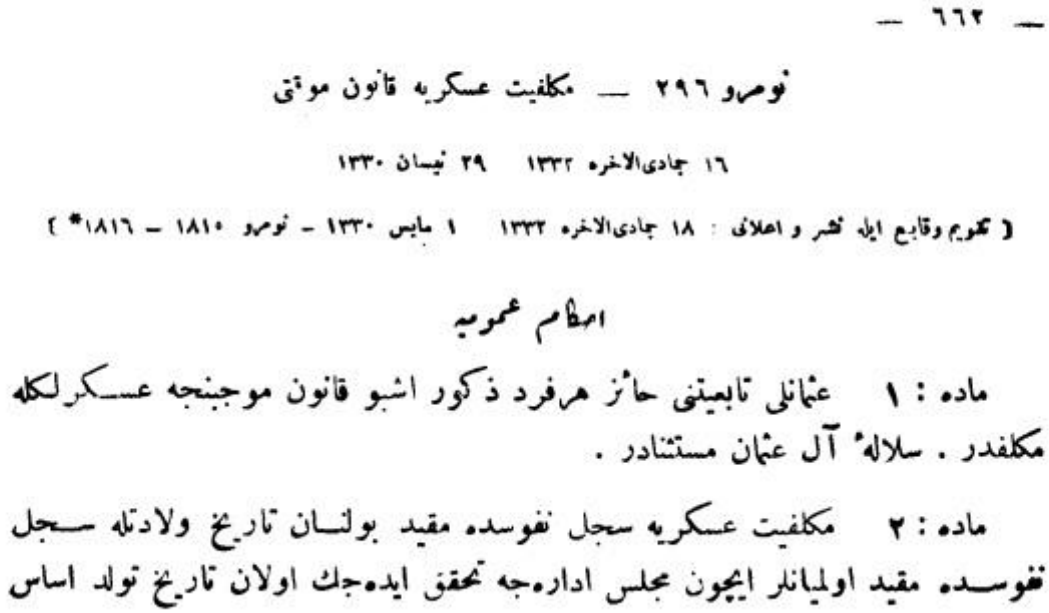 — ٦٦٢ —
نومرو ٢٩٦ — مكلفيت عسكريه قانون موقتى
١٦ جمادى‌الاخره ١٣٣٢   ٢٩ نيسان ١٣٣٠
[ تقويم وقايع ايله نشر و اعلانى : ١٨ جمادى‌الاخره ١٣٣٢   ١ مايس ١٣٣٠ – نومرو ١٨١٥ – ١٨١٦* ]
احكام عموميه
ماده : ١   عثمانلى تابعيتنى حائز هرفرد ذكور اشبو قانون موجبنجه عسكرلكله
مكلفدر . سلالهٔ آل عثمان مستثنادر .
ماده : ٢   مكلفيت عسكريه سجل نفوسده مقيد بولنان تاريخ ولادتله سجل
نفوسده مقيد اولميانلر ايچون مجلس اداره‌جه تحقق ايده‌جك اولان تاريخ تولد اساس